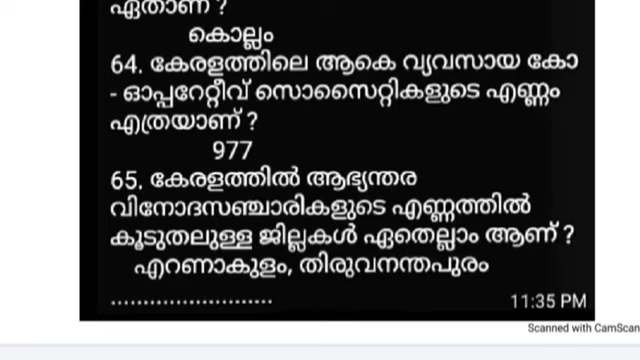 ഏതാണ് ?
കൊല്ലം
64. കേരളത്തിലെ ആകെ വ്യവസായ കോ
- ഓപ്പറേറ്റീവ് സൊസൈറ്റികളുടെ എണ്ണം
എത്രയാണ് ?
977
65. കേരളത്തിൽ ആഭ്യന്തര
വിനോദസഞ്ചാരികളുടെ എണ്ണത്തിൽ
കൂടുതലുള്ള ജില്ലകൾ ഏതെല്ലാം ആണ് ?
എറണാകുളം, തിരുവനന്തപുരം
.........................
11:35 PM
Scanned with CamScan